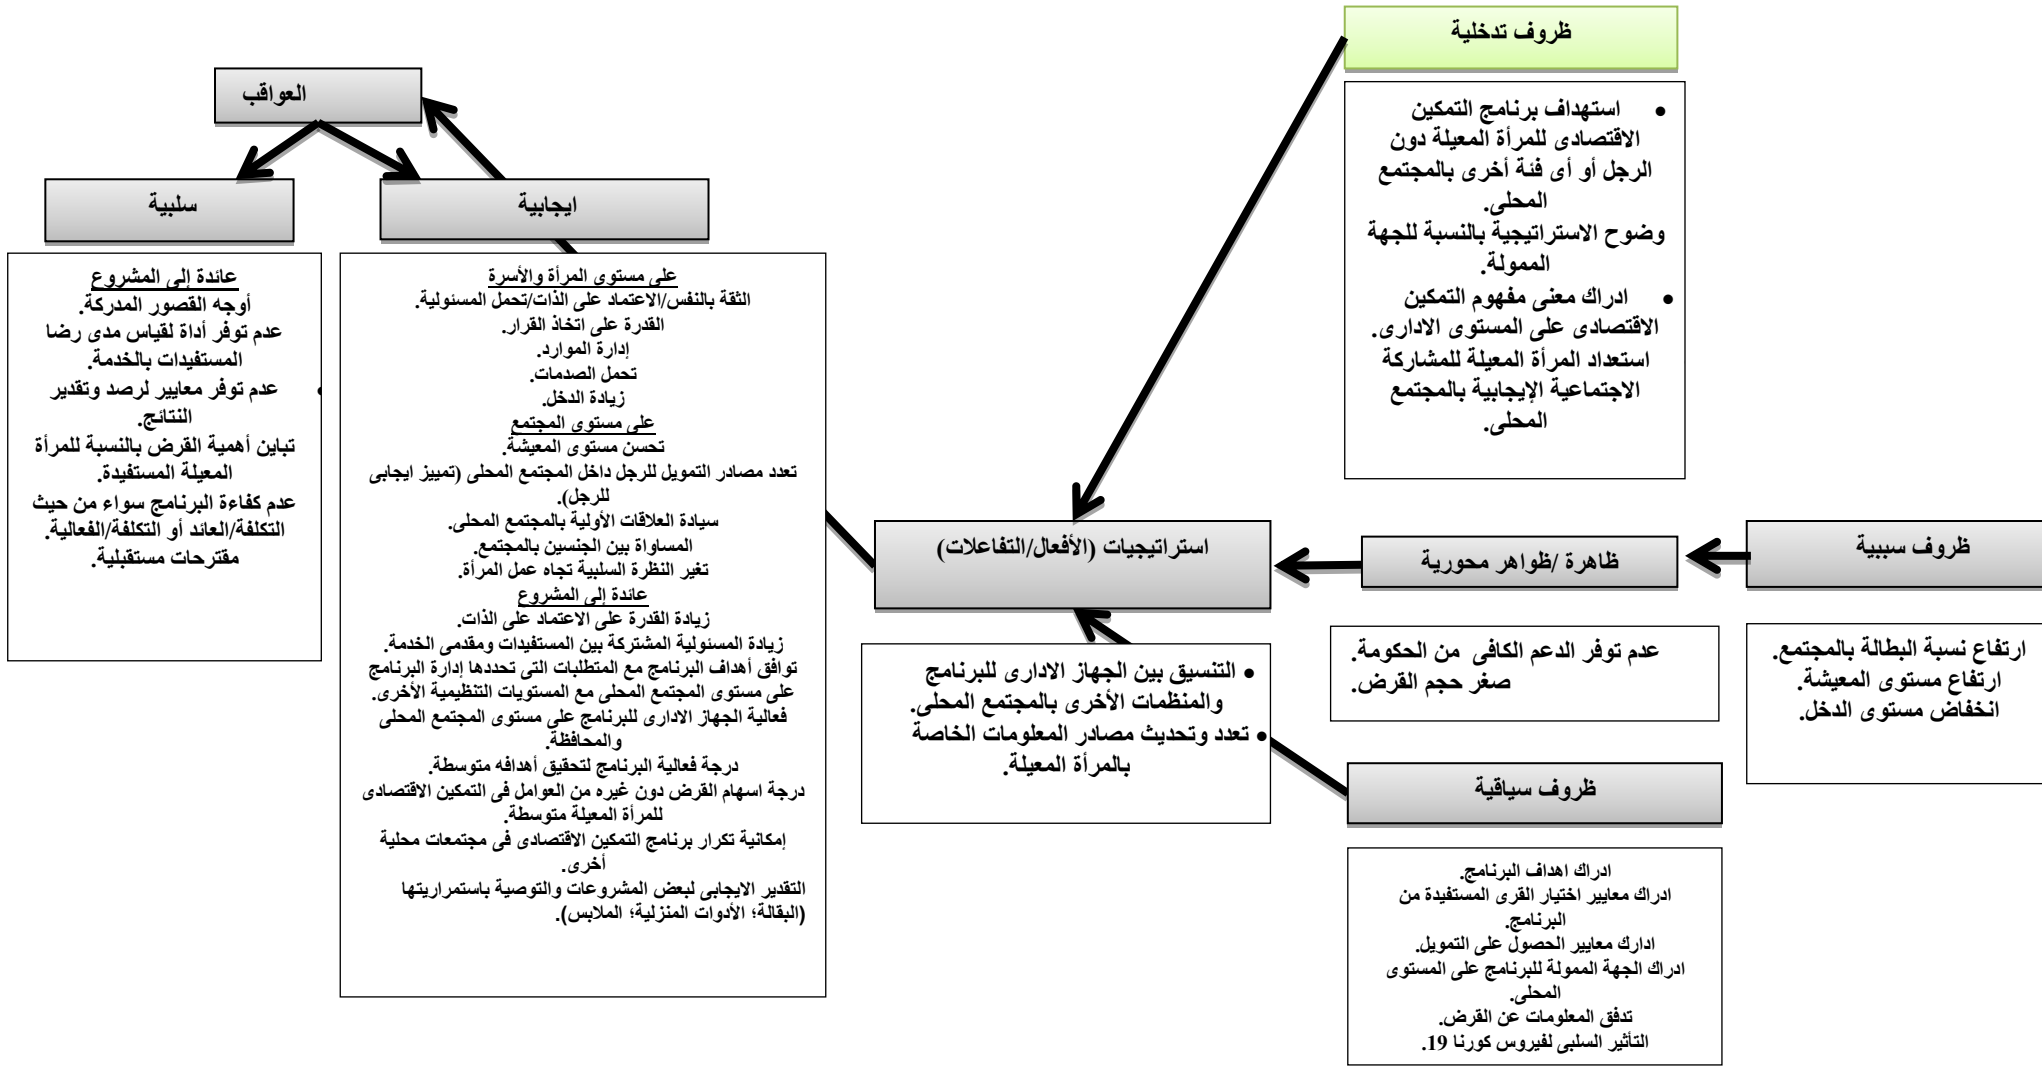 ظروف تدخلية
• استهداف برنامج التمكين
الاقتصادى للمرأة المعيلة دون
الرجل أو أى فئة أخرى بالمجتمع
المحلى.
وضوح الاستراتيجية بالنسبة للجهة
الممولة.
• ادراك معنى مفهوم التمكين
الاقتصادى على المستوى الادارى.
استعداد المرأة المعيلة للمشاركة
الاجتماعية الإيجابية بالمجتمع
المحلى.
ظروف سببية
ارتفاع نسبة البطالة بالمجتمع.
ارتفاع مستوى المعيشة.
انخفاض مستوى الدخل.
ظاهرة /ظواهر محورية
عدم توفر الدعم الكافى من الحكومة.
صغر حجم القرض.
ظروف سياقية
ادراك اهداف البرنامج.
ادراك معايير اختيار القرى المستفيدة من
البرنامج.
ادارك معايير الحصول على التمويل.
ادراك الجهة الممولة للبرنامج على المستوى
المحلى.
تدفق المعلومات عن القرض.
التأثير السلبى لفيروس كورنا 19.
استراتيجيات (الأفعال/التفاعلات)
• التنسيق بين الجهاز الادارى للبرنامج
والمنظمات الأخرى بالمجتمع المحلى.
• تعدد وتحديث مصادر المعلومات الخاصة
بالمرأة المعيلة.
العواقب
ايجابية
على مستوى المرأة والأسرة
الثقة بالنفس/الاعتماد على الذات/تحمل المسئولية.
القدرة على اتخاذ القرار.
إدارة الموارد.
تحمل الصدمات.
زيادة الدخل.
على مستوى المجتمع
تحسن مستوى المعيشة.
تعدد مصادر التمويل للرجل داخل المجتمع المحلى (تمييز ايجابى
للرجل).
سيادة العلاقات الأولية بالمجتمع المحلى.
المساواة بين الجنسين بالمجتمع.
تغير النظرة السلبية تجاه عمل المرأة.
عائدة إلى المشروع
زيادة القدرة على الاعتماد على الذات.
زيادة المسئولية المشتركة بين المستفيدات ومقدمى الخدمة.
توافق أهداف البرنامج مع المتطلبات التى تحددها إدارة البرنامج
على مستوى المجتمع المحلى مع المستويات التنظيمية الأخرى.
فعالية الجهاز الادارى للبرنامج على مستوى المجتمع المحلى
والمحافظة.
درجة فعالية البرنامج لتحقيق أهدافه متوسطة.
درجة اسهام القرض دون غيره من العوامل فى التمكين الاقتصادى
للمرأة المعيلة متوسطة.
إمكانية تكرار برنامج التمكين الاقتصادى فى مجتمعات محلية
أخرى.
التقدير الايجابى لبعض المشروعات والتوصية باستمراريتها
(البقالة؛ الأدوات المنزلية؛ الملابس).
سلبية
عائدة إلى المشروع
أوجه القصور المدركة.
عدم توفر أداة لقياس مدى رضا
المستفيدات بالخدمة.
• عدم توفر معايير لرصد وتقدير
النتائج.
تباين أهمية القرض بالنسبة للمرأة
المعيلة المستفيدة.
عدم كفاءة البرنامج سواء من حيث
التكلفة/العائد أو التكلفة/الفعالية.
مقترحات مستقبلية.